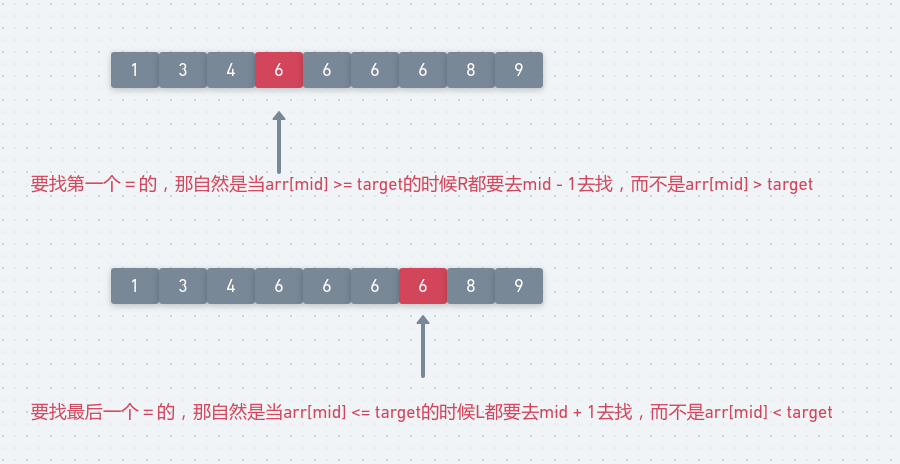 1 3 4 6 6 6 6 8 9
要找第一个 = 的，那自然是当arr[mid] >= target的时候R都要去mid - 1去找，而不是arr[mid] > target
1 3 4 6 6 6 6 8 9
要找最后一个 = 的，那自然是当arr[mid] <= target的时候L都要去mid + 1去找，而不是arr[mid] < target